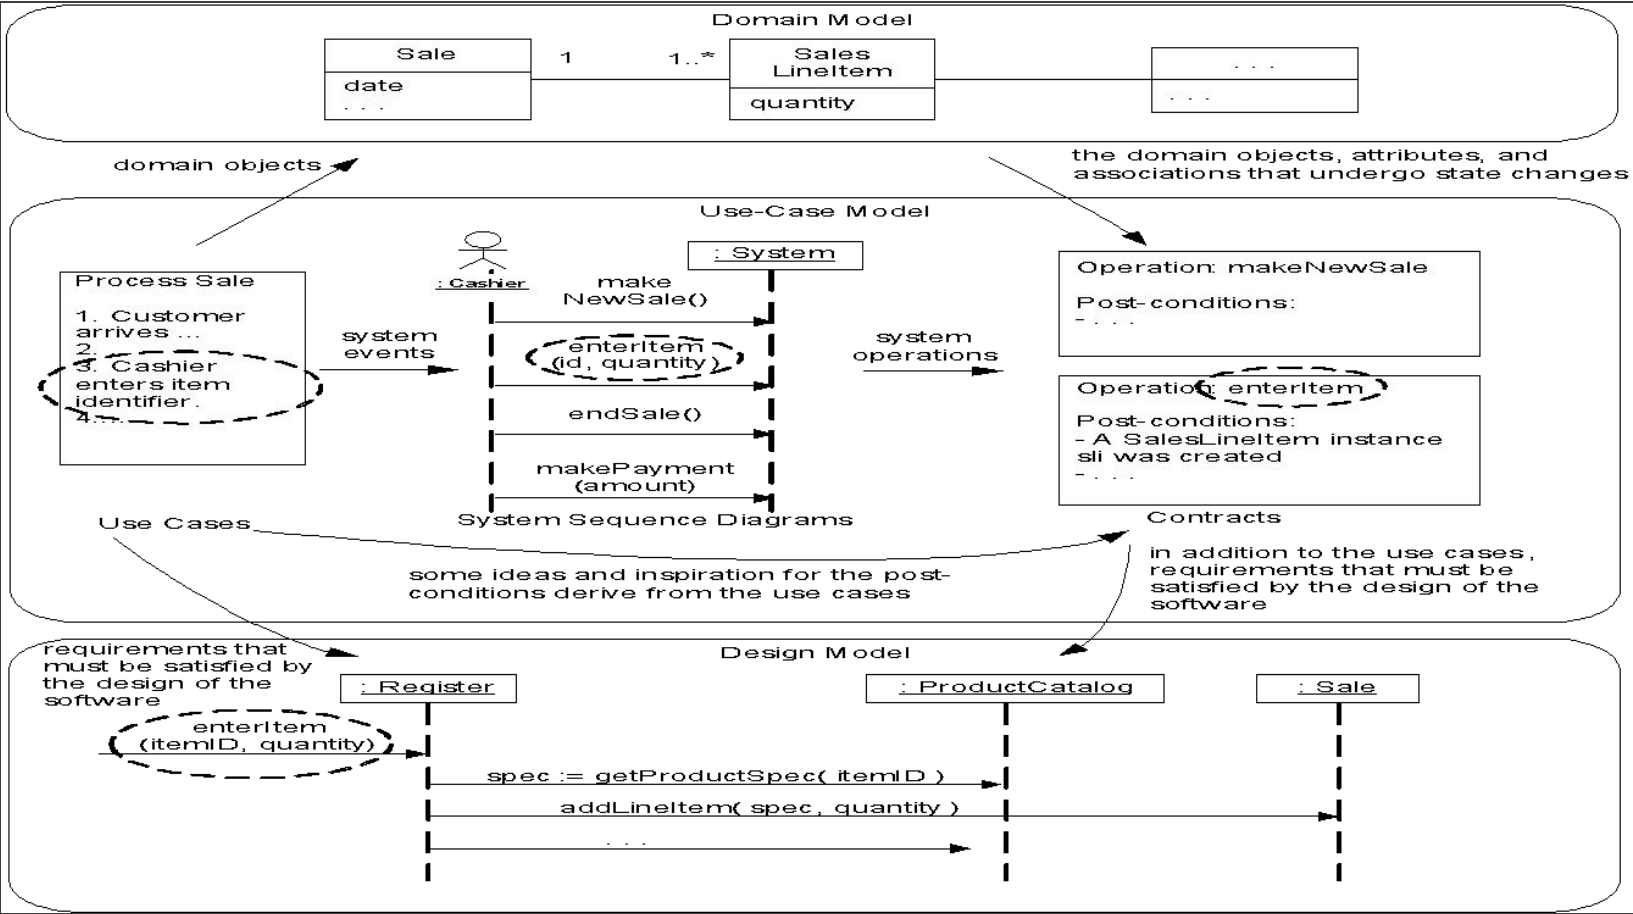 Domain Model
Sale
1
1..*
Sales
LineItem
. . .
date
. . .
quantity
. . .
domain objects
the domain objects, attributes, and
associations that undergo state changes
Use-Case Model
Process Sale
1. Customer
arrives ...
2. ...
3. Cashier
enters item
identifier.
4....
system
events
: Cashier
: System
make
NewSale()
enterItem
(id, quantity)
endSale()
makePayment
(amount)
system
operations
Operation: makeNewSale
Post-conditions:
- . . .
Operation: enterItem
Post-conditions:
- A SalesLineItem instance
sli was created
- . . .
Use Cases
System Sequence Diagrams
Contracts
some ideas and inspiration for the post-
conditions derive from the use cases
in addition to the use cases,
requirements that must be
satisfied by the design of the
software
Design Model
requirements that
must be satisfied by
the design of the
software
: Register
: ProductCatalog
: Sale
enterItem
(itemID, quantity)
spec := getProductSpec( itemID )
addLineItem( spec, quantity )
. . .